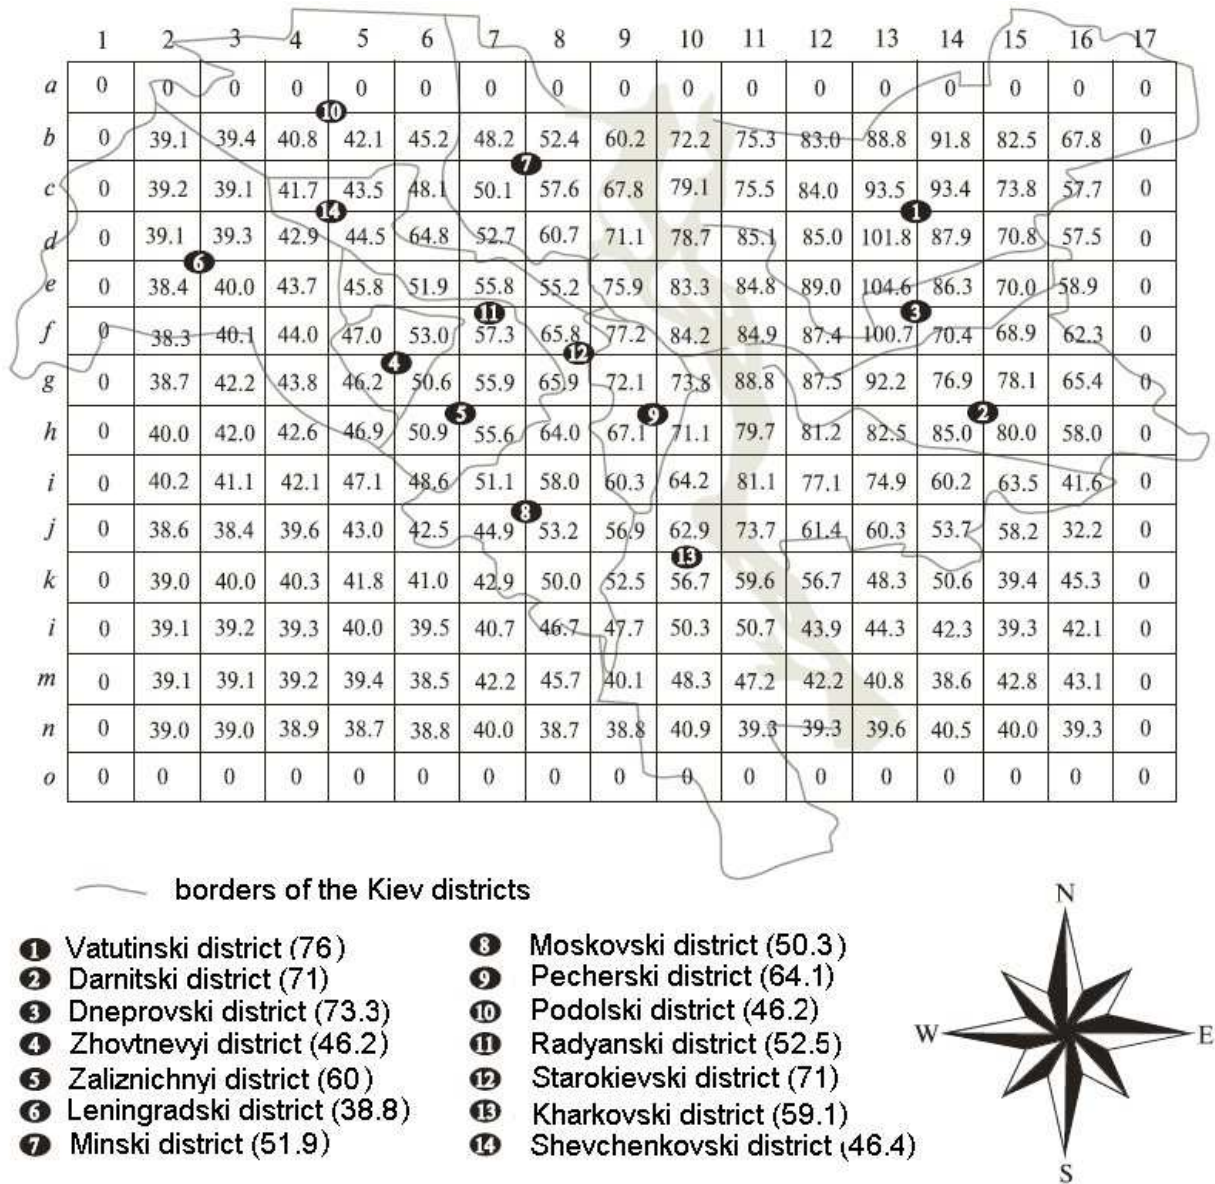 1 2 3 4 5 6 7 8 9 10 11 12 13 14 15 16 17
a 0 0 0 0 0 0 0 0 0 0 0 0 0 0 0 0 0
10
b 0 39.1 39.4 40.8 42.1 45.2 48.2 52.4 60.2 72.2 75.3 83.0 88.8 91.8 82.5 67.8 0
7
c 0 39.2 39.1 41.7 43.5 48.1 50.1 57.6 67.8 79.1 75.5 84.0 93.5 93.4 73.8 57.7 0
14 1
d 0 39.1 39.3 42.9 44.5 64.8 52.7 60.7 71.1 78.7 85.1 85.0 101.8 87.9 70.8 57.5 0
6
e 0 38.4 40.0 43.7 45.8 51.9 55.8 55.2 75.9 83.3 84.8 89.0 104.6 86.3 70.0 58.9 0
11 3
f 0 38.3 40.1 44.0 47.0 53.0 57.3 65.8 77.2 84.2 84.9 87.4 100.7 70.4 68.9 62.3 0
4 12
g 0 38.7 42.2 43.8 46.2 50.6 55.9 65.9 72.1 73.8 88.8 87.5 92.2 76.9 78.1 65.4 0
5 9 2
h 0 40.0 42.0 42.6 46.9 50.9 55.6 64.0 67.1 71.1 79.7 81.2 82.5 85.0 80.0 58.0 0
i 0 40.2 41.1 42.1 47.1 48.6 51.1 58.0 60.3 64.2 81.1 77.1 74.9 60.2 63.5 41.6 0
8
j 0 38.6 38.4 39.6 43.0 42.5 44.9 53.2 56.9 62.9 73.7 61.4 60.3 53.7 58.2 32.2 0
13
k 0 39.0 40.0 40.3 41.8 41.0 42.9 50.0 52.5 56.7 59.6 56.7 48.3 50.6 39.4 45.3 0
i 0 39.1 39.2 39.3 40.0 39.5 40.7 46.7 47.7 50.3 50.7 43.9 44.3 42.3 39.3 42.1 0
m 0 39.1 39.1 39.2 39.4 38.5 42.2 45.7 40.1 48.3 47.2 42.2 40.8 38.6 42.8 43.1 0
n 0 39.0 39.0 38.9 38.7 38.8 40.0 38.7 38.8 40.9 39.3 39.3 39.6 40.5 40.0 39.3 0
o 0 0 0 0 0 0 0 0 0 0 0 0 0 0 0 0 0
borders of the Kiev districts
1 Vatutinski district (76)
2 Darnitski district (71)
3 Dneprovski district (73.3)
4 Zhovtnevyi district (46.2)
5 Zaliznichnyi district (60)
6 Leningradski district (38.8)
7 Minski district (51.9)
8 Moskovski district (50.3)
9 Pecherski district (64.1)
10 Podolski district (46.2)
11 Radyanski district (52.5)
12 Starokievski district (71)
13 Kharkovski district (59.1)
14 Shevchenkovski district (46.4)
N
W E
S